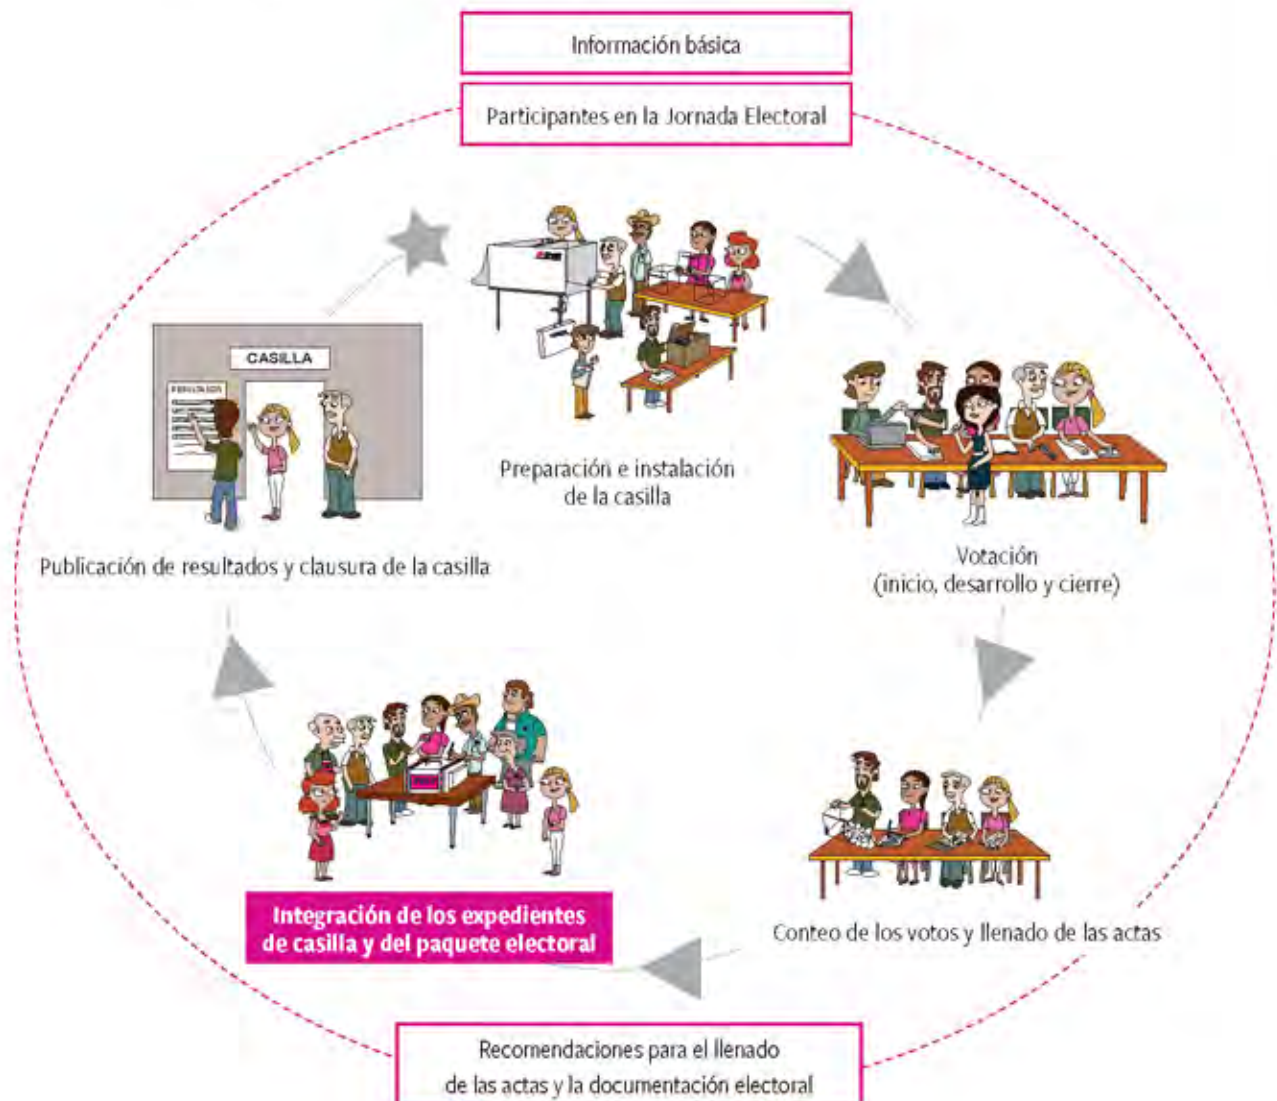 Información básica
Participantes en la Jornada Electoral
Preparación e instalación
de la casilla
CASILLA
RESULTADOS
Publicación de resultados y clausura de la casilla
Votación
(inicio, desarrollo y cierre)
Integración de los expedientes
de casilla y del paquete electoral
Conteo de los votos y llenado de las actas
Recomendaciones para el llenado
de las actas y la documentación electoral